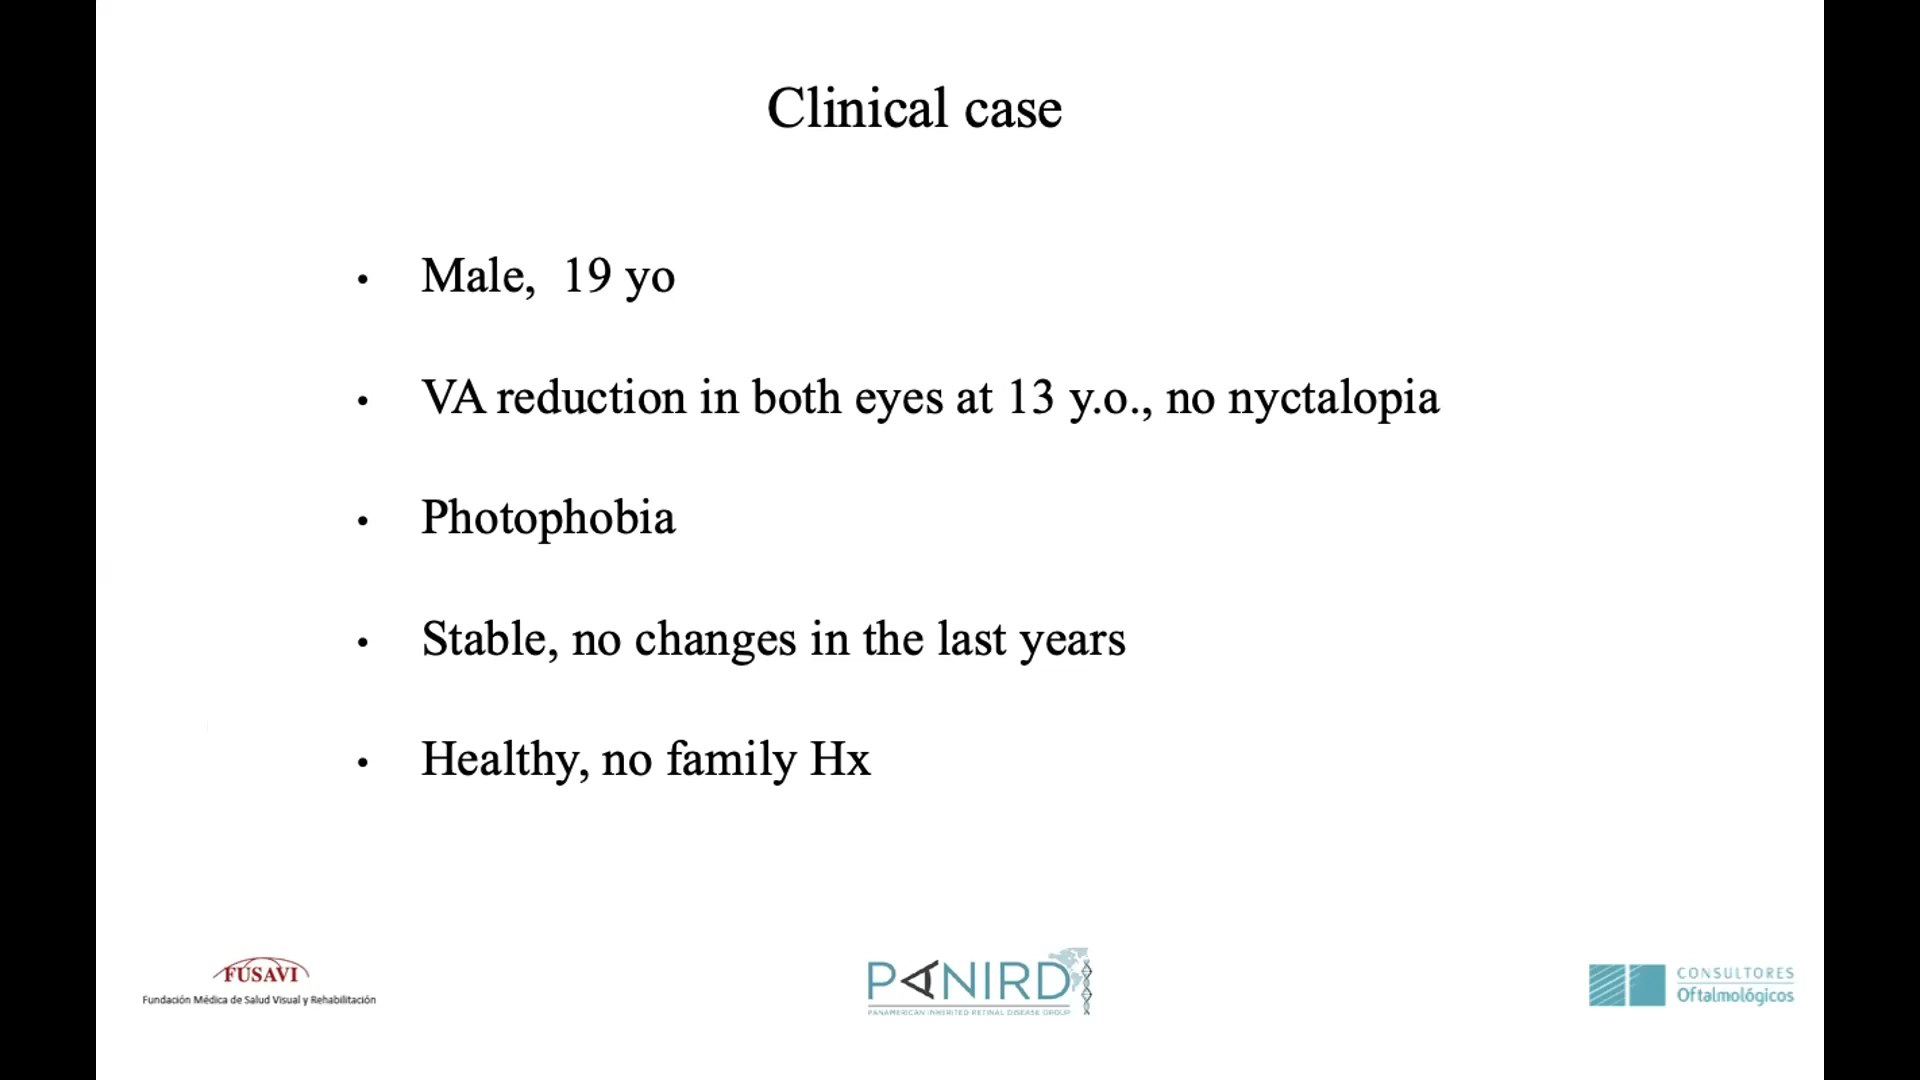 Clinical case
• Male, 19 yo
• VA reduction in both eyes at 13 y.o., no nyctalopia
• Photophobia
• Stable, no changes in the last years
• Healthy, no family Hx
FUSAVI
Fundación Médica de Salud Visual y Rehabilitación
PANIRD
PANAMERICAN INHERITED RETINAL DISEASE GROUP
CONSULTORES
Oftalmológicos